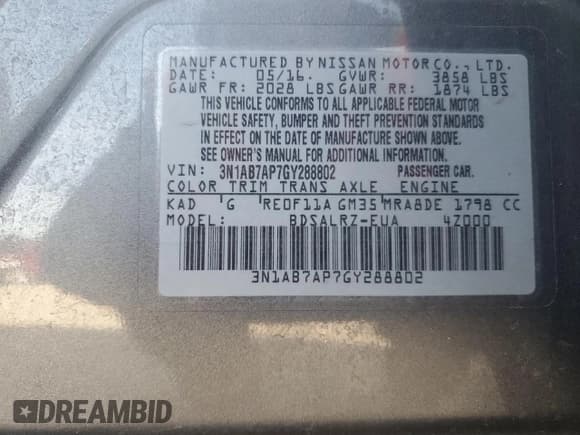 MANUFACTURED BY NISSAN MOTOR CO., LTD.
DATE: 05/16. GVWR: 3858 LBS
GAWR FR: 2028 LBS GAWR RR: 1874 LBS
THIS VEHICLE CONFORMS TO ALL APPLICABLE FEDERAL MOTOR
VEHICLE SAFETY, BUMPER AND THEFT PREVENTION STANDARDS
IN EFFECT ON THE DATE OF MANUFACTURE SHOWN ABOVE.
SEE OWNER'S MANUAL FOR ADDITIONAL INFORMATION.
VIN: 3N1AB7AP7GY288802 PASSENGER CAR.
COLOR TRIM TRANS AXLE ENGINE
KAD G RE0F11A GM35 MRA8DE 1798 CC
MODEL: BDSALRZ-EUA 4Z000
3N1AB7AP7GY288802
DREAMBID